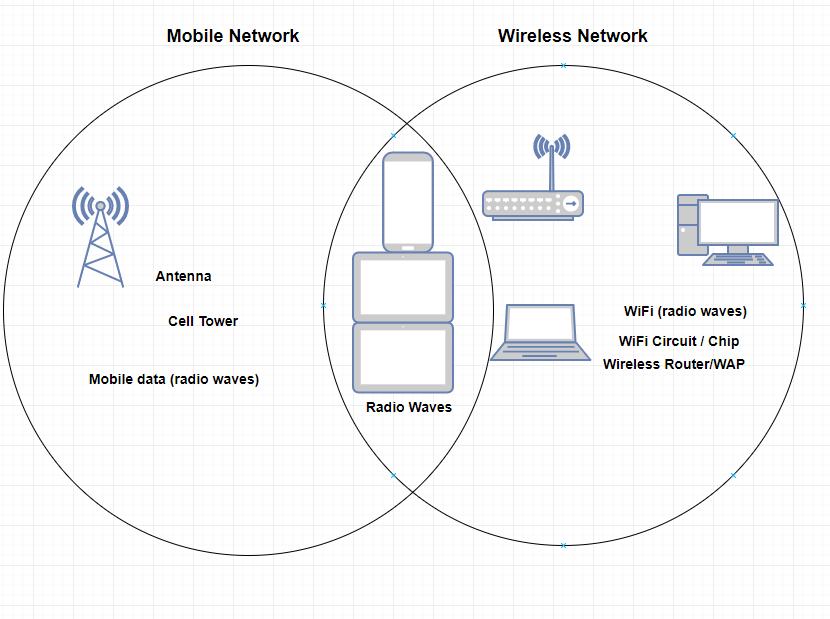 Mobile Network
Wireless Network
Antenna
Cell Tower
Mobile data (radio waves)
Radio Waves
WiFi (radio waves)
WiFi Circuit / Chip
Wireless Router/WAP